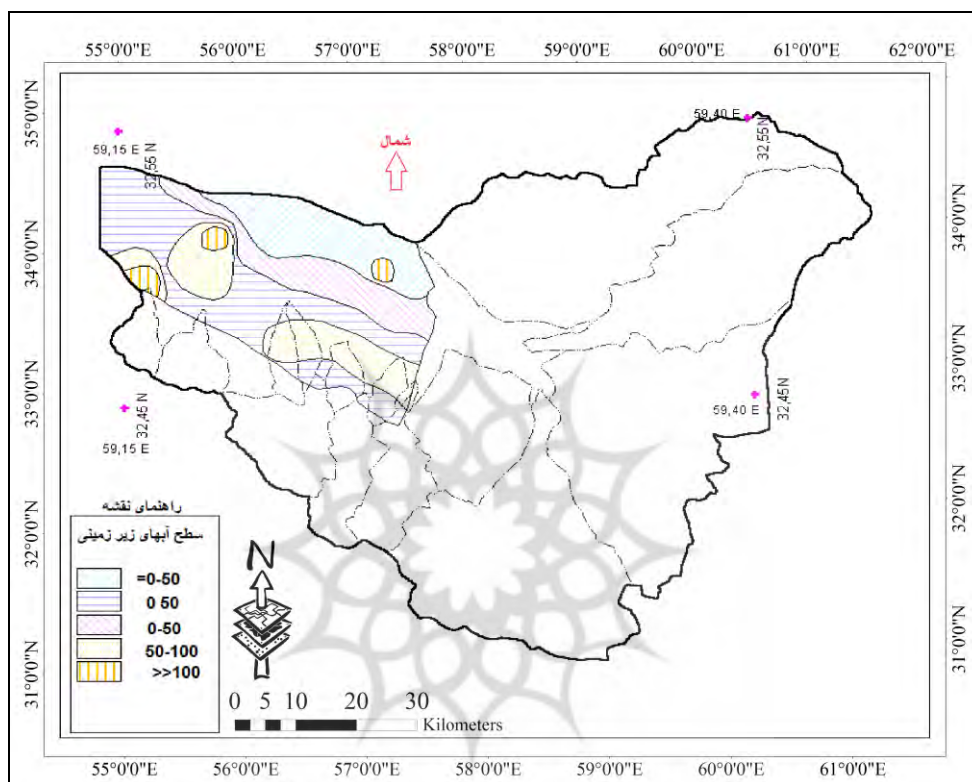 55°0'0"E 56°0'0"E 57°0'0"E 58°0'0"E 59°0'0"E 60°0'0"E 61°0'0"E 62°0'0"E
35°0'0"N
34°0'0"N
33°0'0"N
32°0'0"N
31°0'0"N
59,15 E
32,55 N
شمال
59,40 E
32,55 N
34°0'0"N
33°0'0"N
32°0'0"N
31°0'0"N
59,15 E
32,45 N
59,40 E
32,45 N
راهنمای نقشه
سطح آبهای زیر زمینی
=0-50
0 50
0-50
50-100
>>100
N
0 5 10 20 30
Kilometers
55°0'0"E 56°0'0"E 57°0'0"E 58°0'0"E 59°0'0"E 60°0'0"E 61°0'0"E